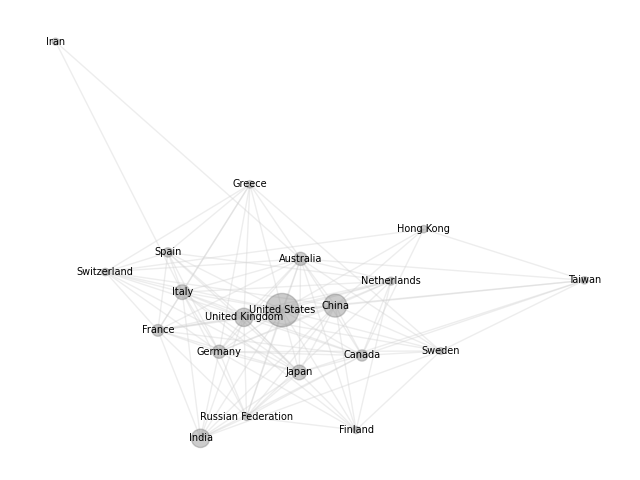 Iran
Greece
Hong Kong
Spain
Australia
Switzerland
Taiwan
Netherlands
Italy
China
United States
United Kingdom
France
Germany
Canada
Sweden
Japan
Russian Federation
Finland
India